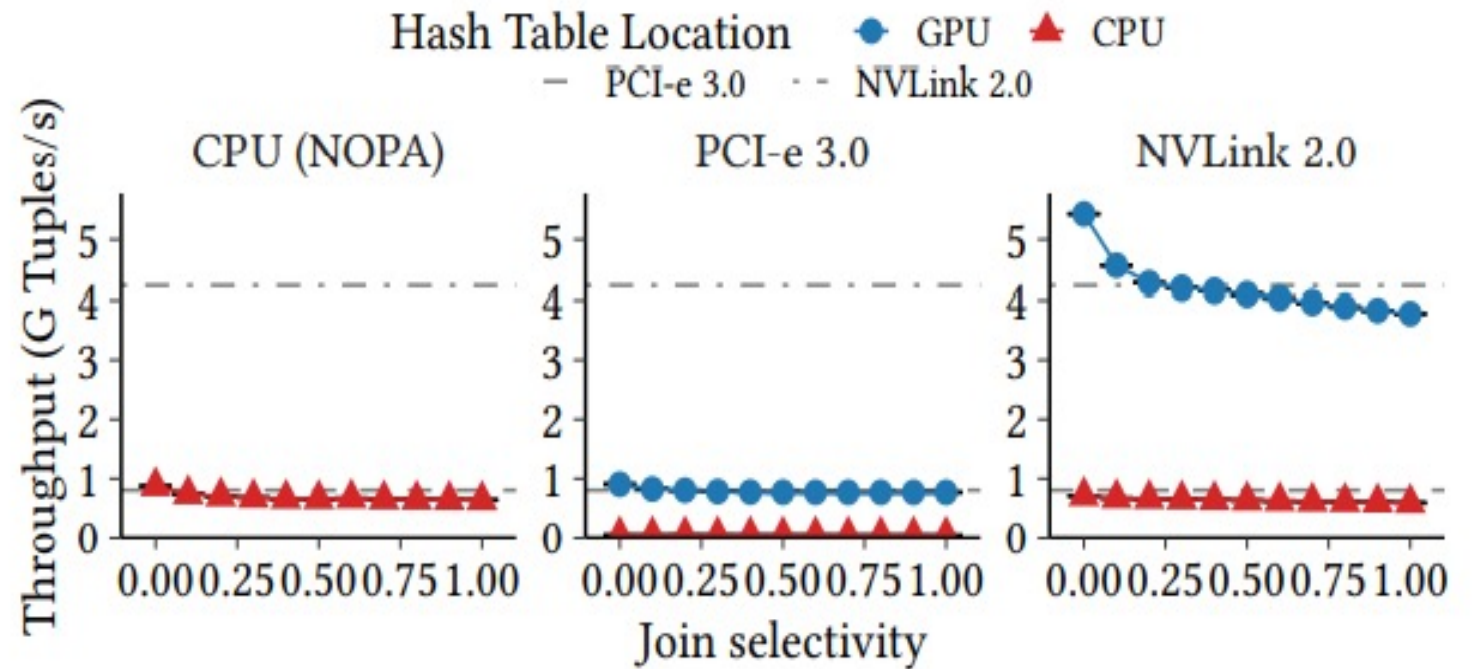 Hash Table Location GPU CPU
PCI-e 3.0 NVLink 2.0
CPU (NOPA) PCI-e 3.0 NVLink 2.0
Throughput (G Tuples/s)
5 5 5
4 4 4
3 3 3
2 2 2
1 1 1
0 0 0
0.00 0.25 0.50 0.75 1.00 0.00 0.25 0.50 0.75 1.00 0.00 0.25 0.50 0.75 1.00
Join selectivity